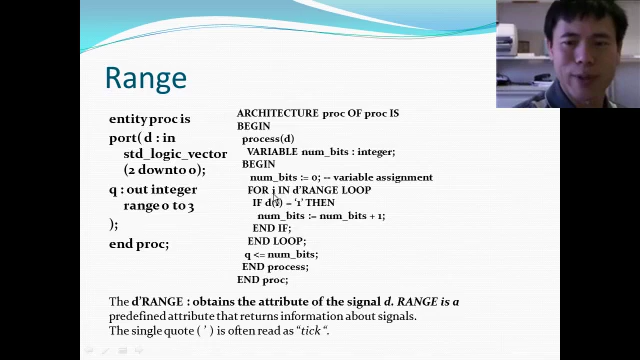 Range
entity proc is
port( d : in
std_logic_vector
(2 downto 0);
q : out integer
range 0 to 3
);
end proc;
ARCHITECTURE proc OF proc IS
BEGIN
process(d)
VARIABLE num_bits : integer;
BEGIN
num_bits := 0; -- variable assignment
FOR i IN d'RANGE LOOP
IF d(i) = '1' THEN
num_bits := num_bits + 1;
END IF;
END LOOP;
q <= num_bits;
END process;
END proc;
The d'RANGE : obtains the attribute of the signal d. RANGE is a
predefined attribute that returns information about signals.
The single quote ( ' ) is often read as "tick ".